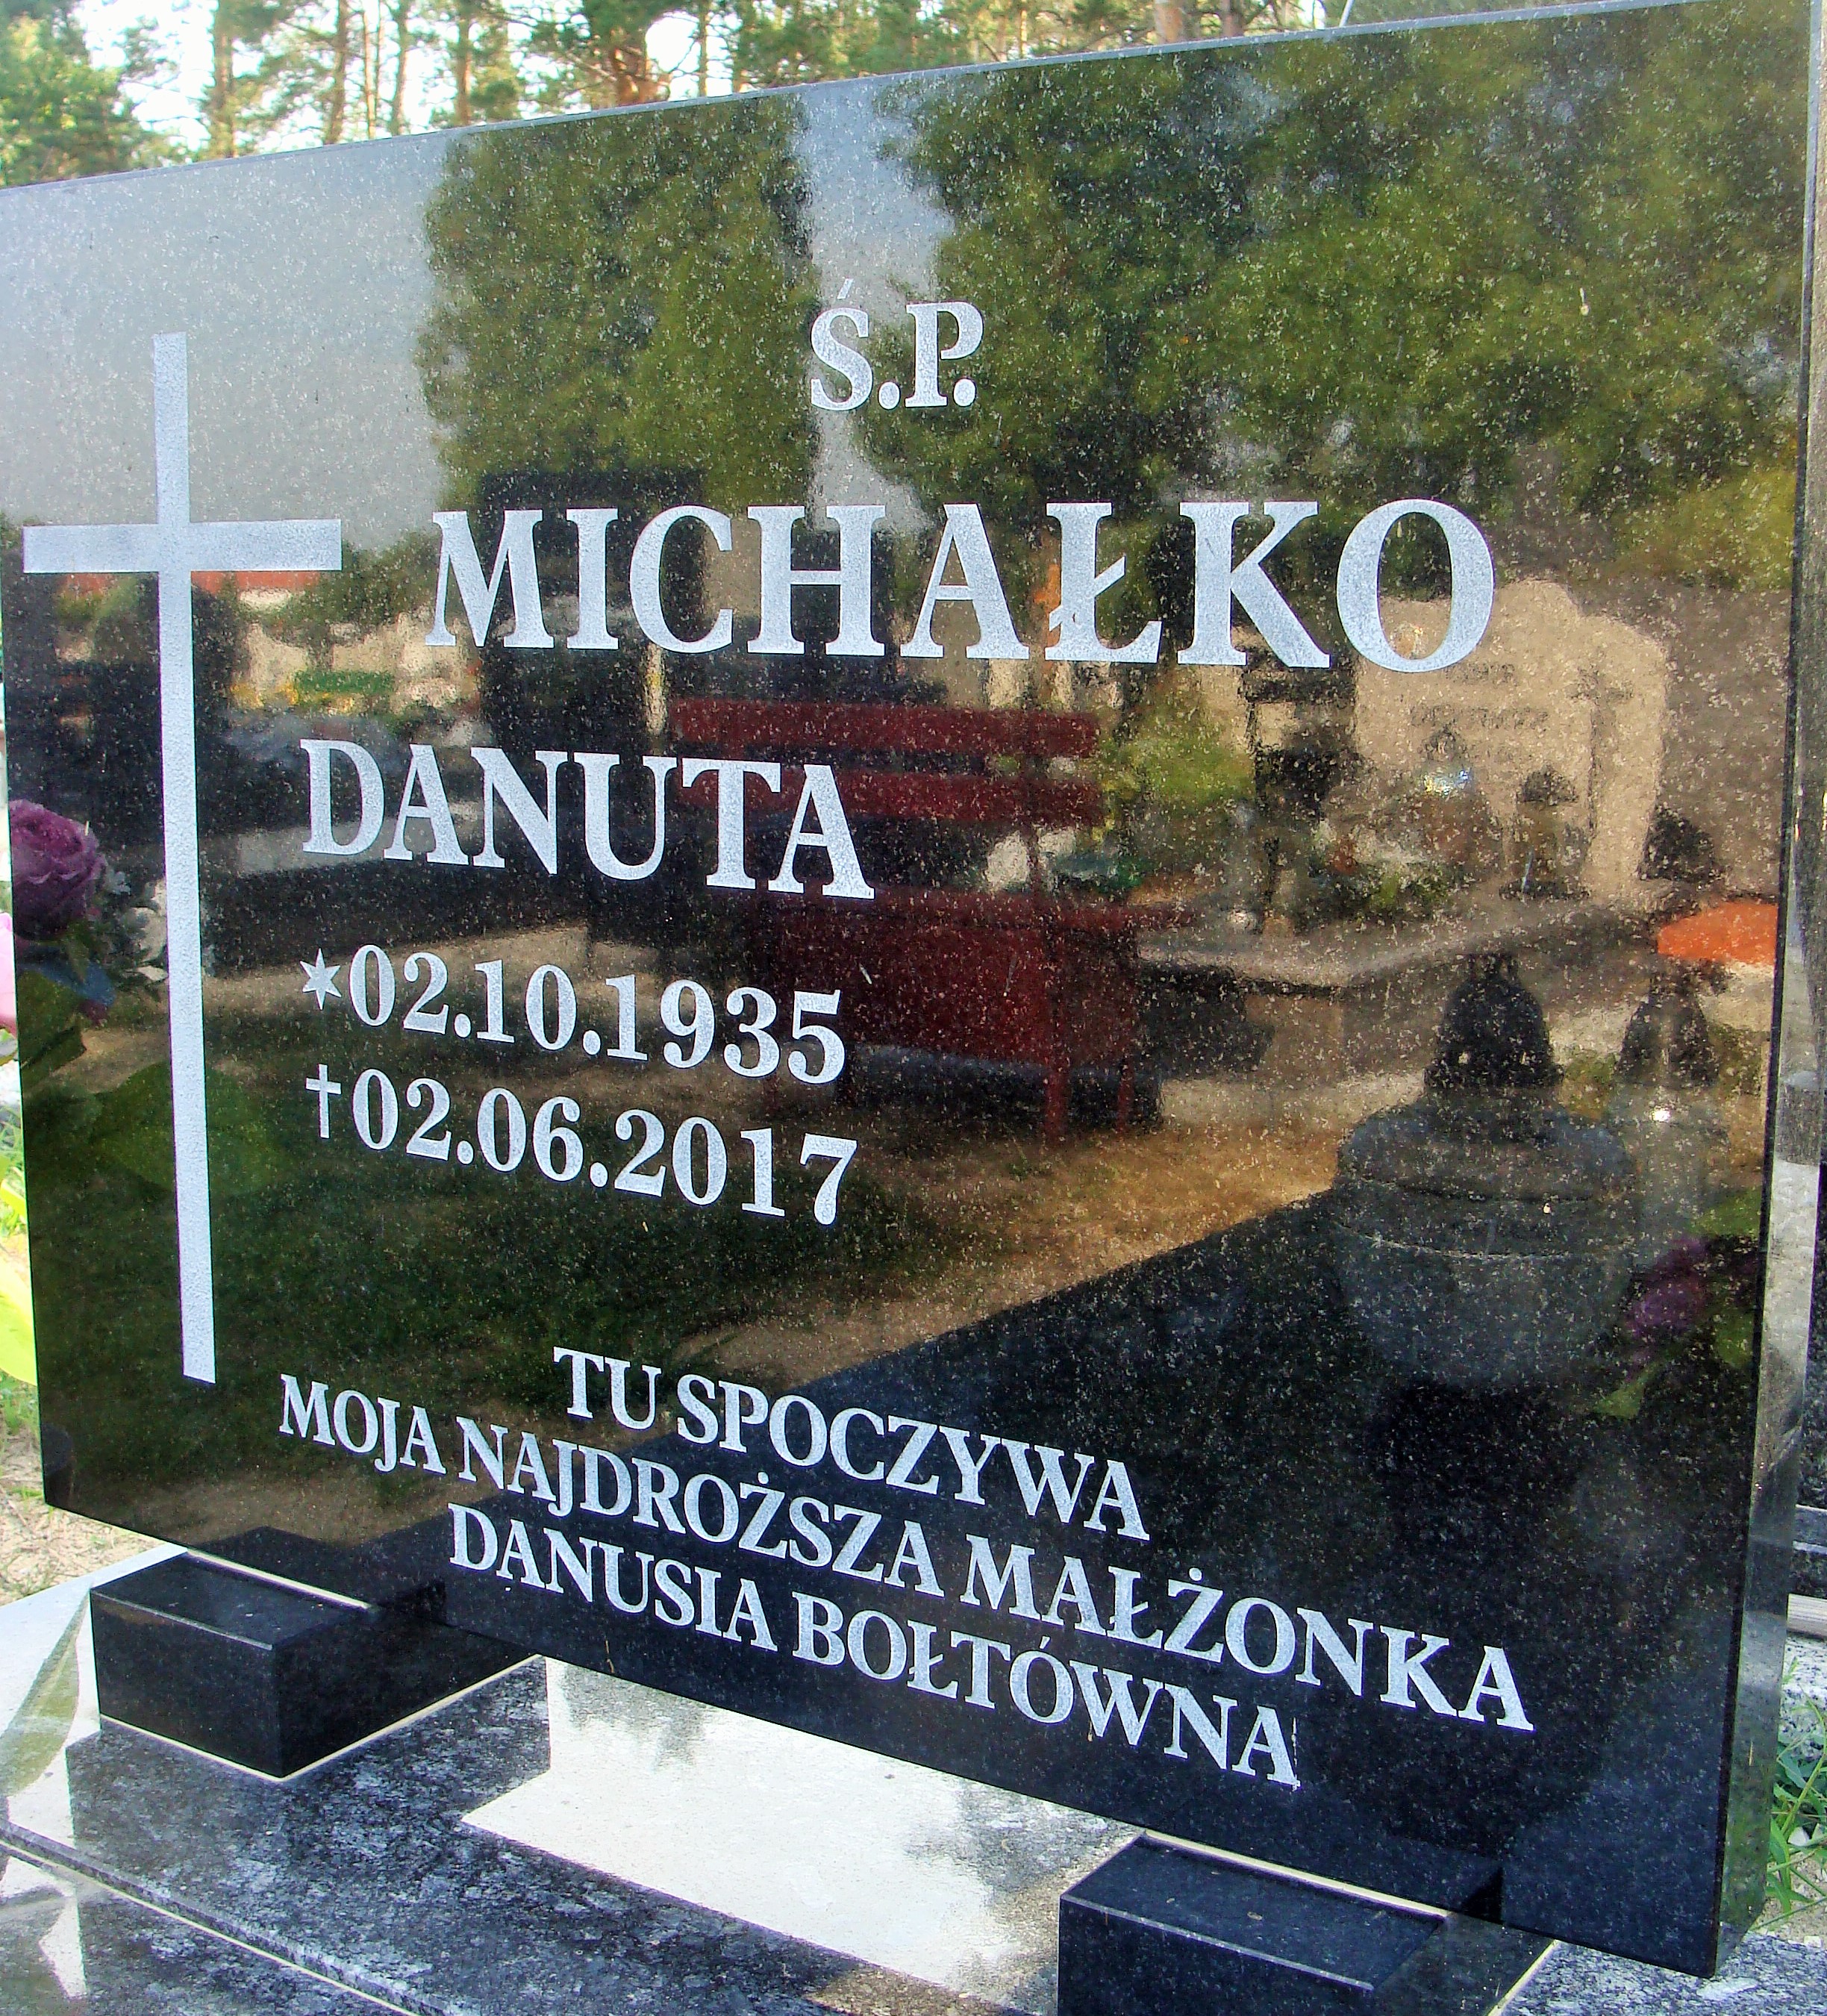 Ś.P.
MICHAŁKO
DANUTA
*02.10.1935
†02.06.2017
TU SPOCZYWA
MOJA NAJDROŻSZA MAŁŻONKA
DANUSIA BOŁTÓWNA